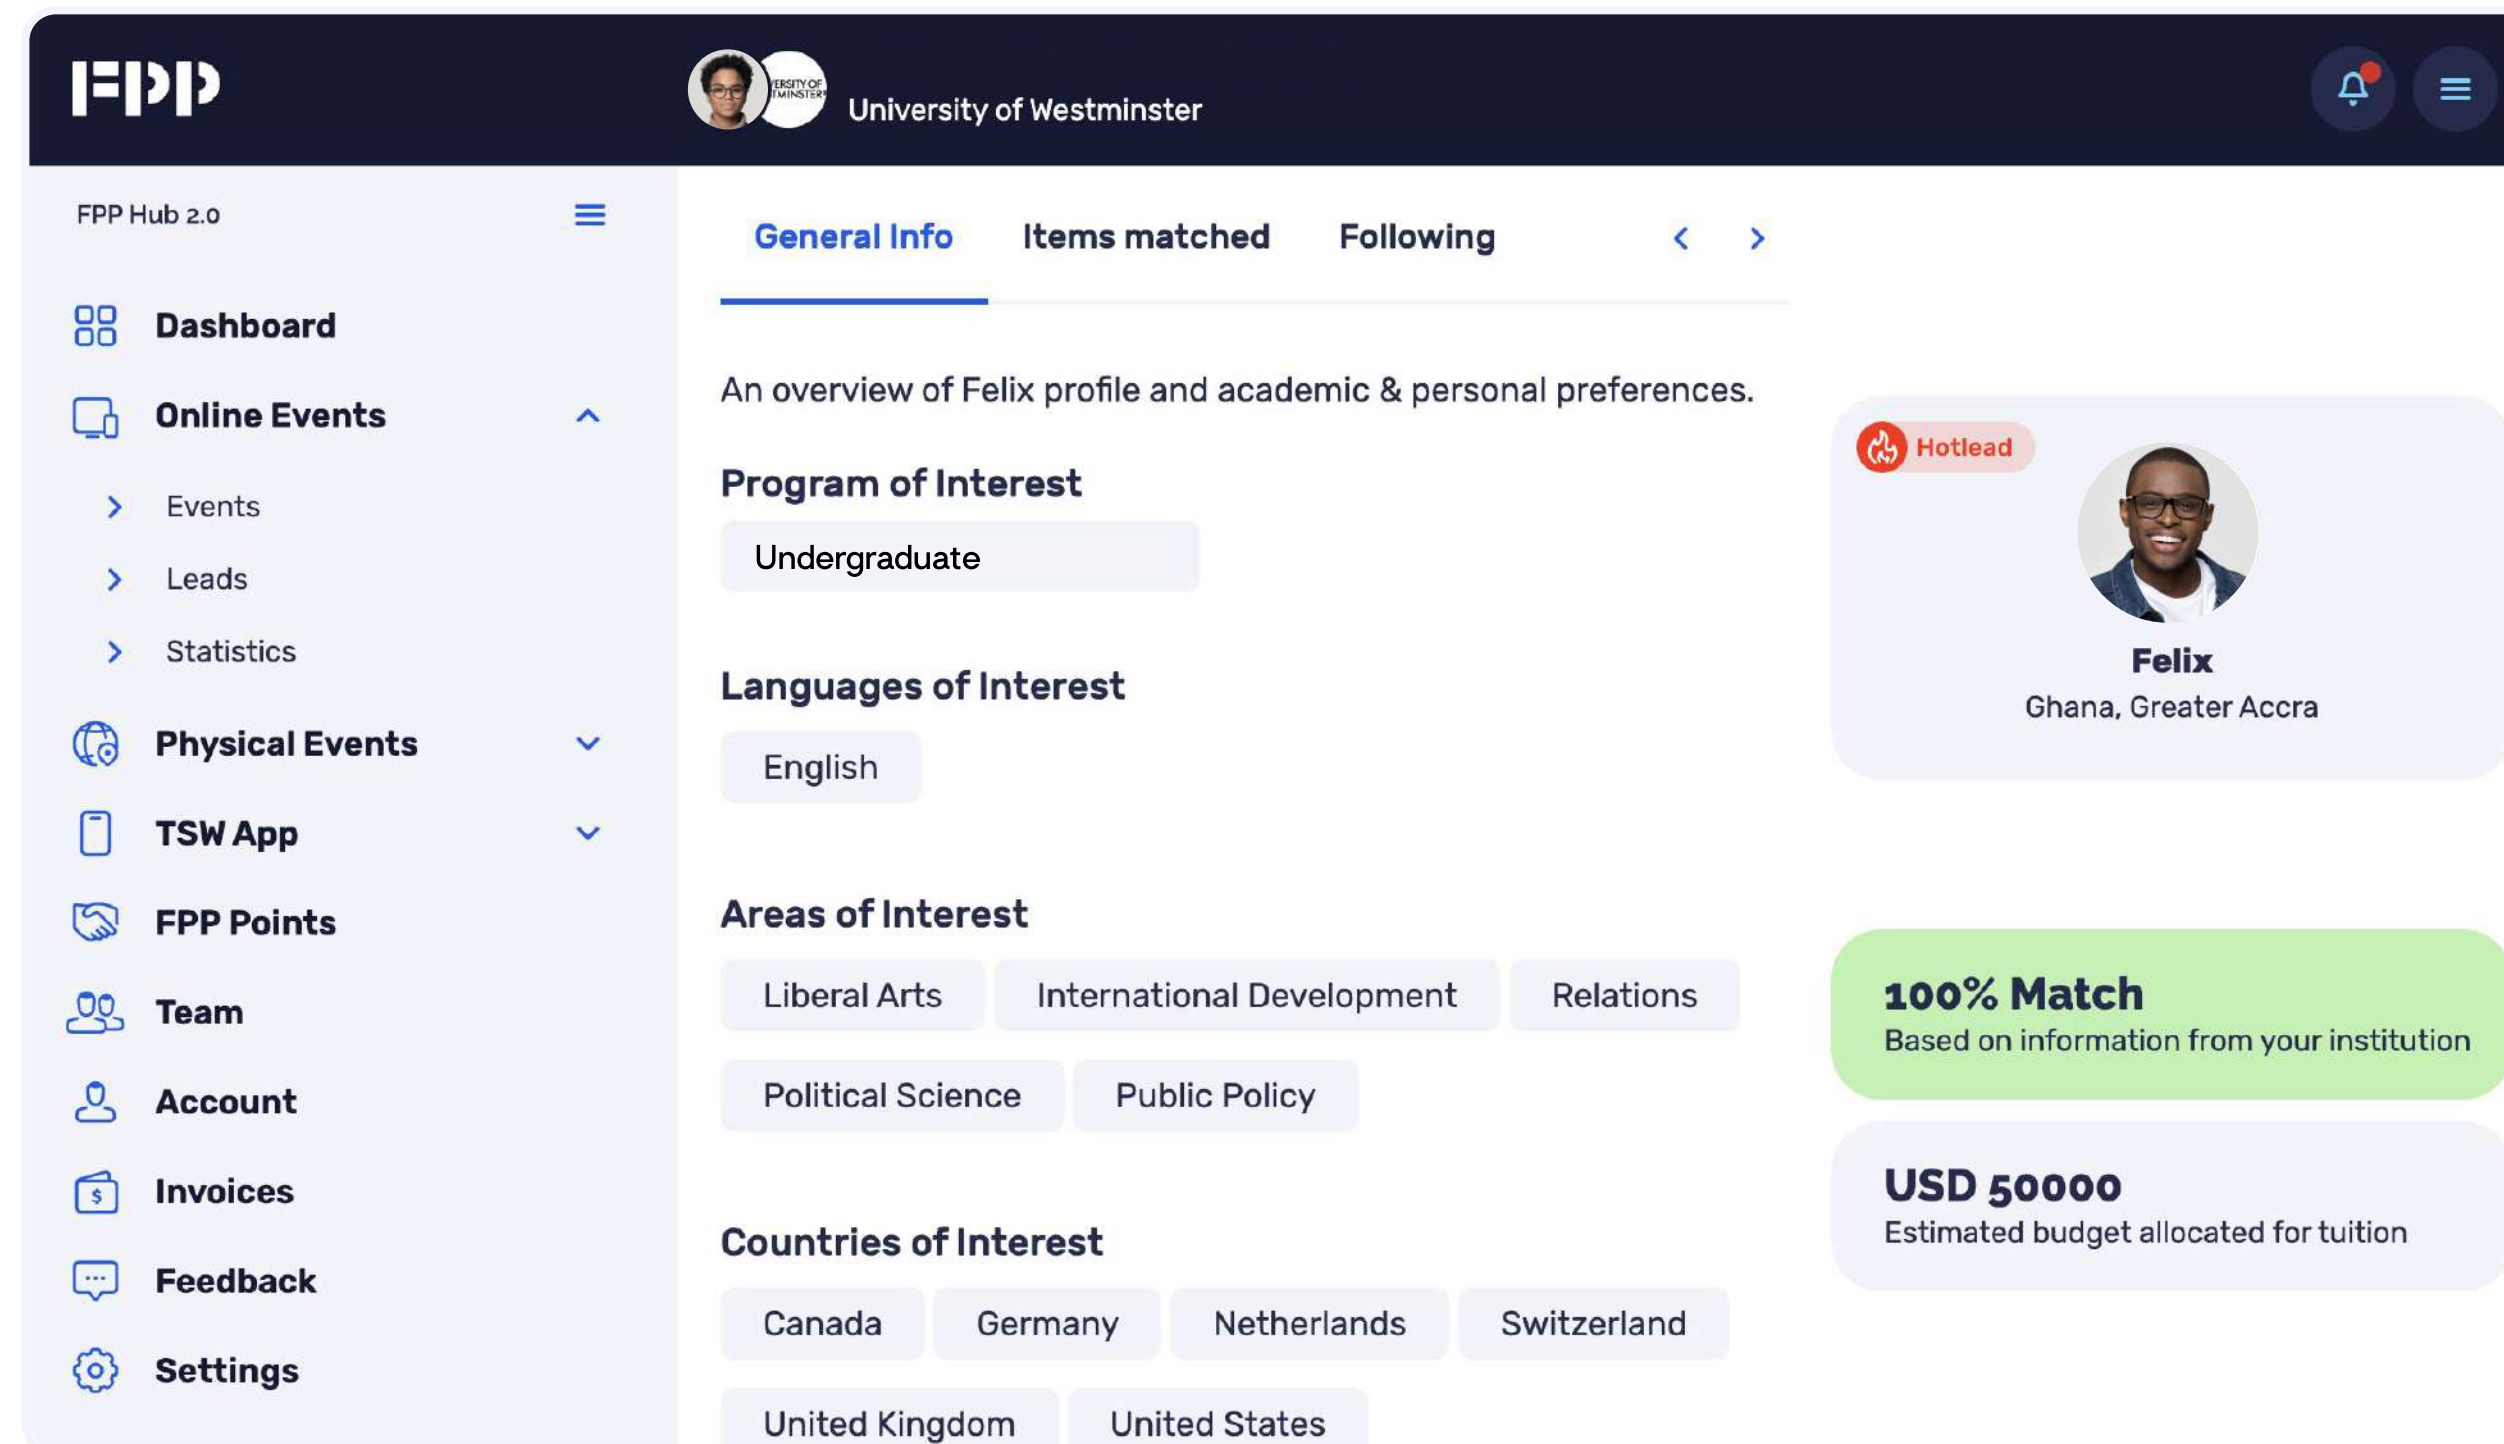 FPP
VERSITY OF
TMINSTER
University of Westminster
FPP Hub 2.0
Dashboard
Online Events
Events
Leads
Statistics
Physical Events
TSW App
FPP Points
Team
Account
Invoices
Feedback
Settings
General Info Items matched Following
An overview of Felix profile and academic & personal preferences.
Program of Interest
Undergraduate
Languages of Interest
English
Areas of Interest
Liberal Arts International Development Relations
Political Science Public Policy
Countries of Interest
Canada Germany Netherlands Switzerland
United Kingdom United States
Hotlead
Felix
Ghana, Greater Accra
100% Match
Based on information from your institution
USD 50000
Estimated budget allocated for tuition